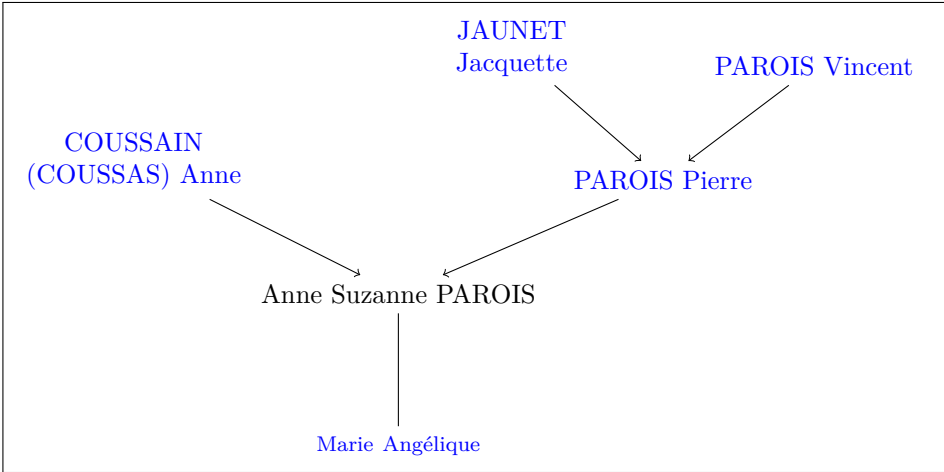 JAUNET
Jacquette
PAROIS Vincent
COUSSAIN
(COUSSAS) Anne
PAROIS Pierre
Anne Suzanne PAROIS
Marie Angélique